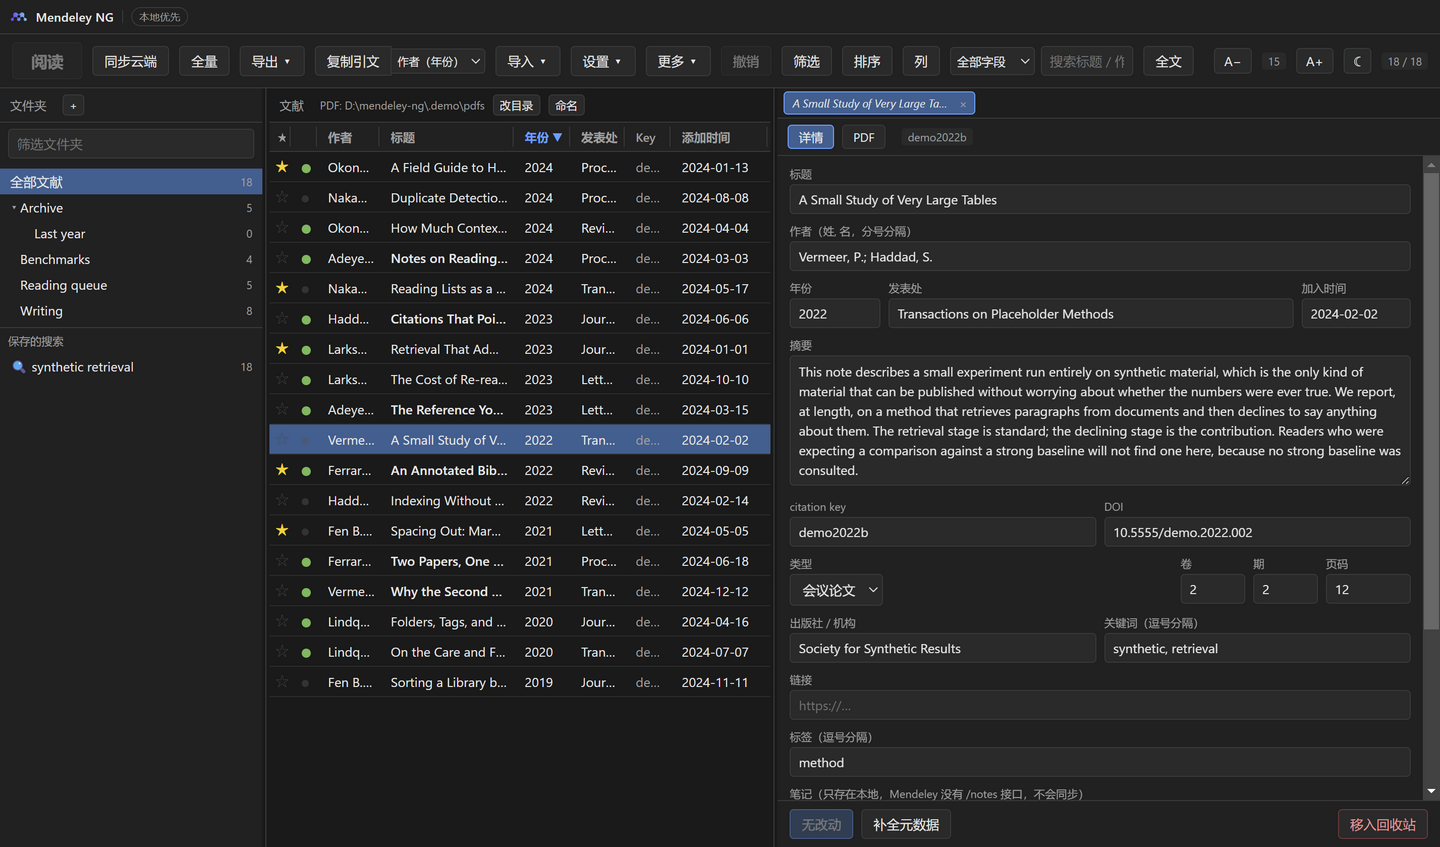 Mendeley NG 本地优先
阅读 同步云端 全量 导出 ▼ 复制引文 作者（年份） 导入 ▼ 设置 ▼ 更多 ▼ 撤销 筛选 排序 列 全部字段 搜索标题 / 作 全文 A− 15 A+ ☾ 18 / 18
文件夹 +
筛选文件夹
全部文献 18
Archive 5
Last year 0
Benchmarks 4
Reading queue 5
Writing 8
保存的搜索
synthetic retrieval 18
文献 PDF: D:\mendeley-ng\.demo\pdfs 改目录 命名
★ 作者 标题 年份 ▼ 发表处 Key 添加时间
★ Okon... A Field Guide to H... 2024 Proc... de... 2024-01-13
☆ Naka... Duplicate Detectio... 2024 Proc... de... 2024-08-08
☆ Okon... How Much Contex... 2024 Revi... de... 2024-04-04
☆ Adeye... Notes on Reading... 2024 Proc... de... 2024-03-03
★ Naka... Reading Lists as a ... 2024 Tran... de... 2024-05-17
☆ Hadd... Citations That Poi... 2023 Jour... de... 2024-06-06
★ Larks... Retrieval That Ad... 2023 Jour... de... 2024-01-01
☆ Larks... The Cost of Re-rea... 2023 Lett... de... 2024-10-10
☆ Adeye... The Reference Yo... 2023 Lett... de... 2024-03-15
☆ Verme... A Small Study of V... 2022 Tran... de... 2024-02-02
★ Ferrar... An Annotated Bib... 2022 Revi... de... 2024-09-09
☆ Hadd... Indexing Without ... 2022 Revi... de... 2024-02-14
★ Fen B.... Spacing Out: Mar... 2021 Lett... de... 2024-05-05
☆ Ferrar... Two Papers, One ... 2021 Proc... de... 2024-06-18
☆ Verme... Why the Second ... 2021 Tran... de... 2024-12-12
☆ Lindq... Folders, Tags, and ... 2020 Jour... de... 2024-04-16
☆ Lindq... On the Care and F... 2020 Tran... de... 2024-07-07
☆ Fen B.... Sorting a Library b... 2019 Jour... de... 2024-11-11
A Small Study of Very Large Ta... ×
详情 PDF demo2022b
标题
A Small Study of Very Large Tables
作者（姓, 名，分号分隔）
Vermeer, P.; Haddad, S.
年份 发表处 加入时间
2022 Transactions on Placeholder Methods 2024-02-02
摘要
This note describes a small experiment run entirely on synthetic material, which is the only kind of
material that can be published without worrying about whether the numbers were ever true. We report,
at length, on a method that retrieves paragraphs from documents and then declines to say anything
about them. The retrieval stage is standard; the declining stage is the contribution. Readers who were
expecting a comparison against a strong baseline will not find one here, because no strong baseline was
consulted.
citation key DOI
demo2022b 10.5555/demo.2022.002
类型 卷 期 页码
会议论文 2 2 12
出版社 / 机构 关键词（逗号分隔）
Society for Synthetic Results synthetic, retrieval
链接
https://...
标签（逗号分隔）
method
笔记（只存在本地，Mendeley 没有 /notes 接口，不会同步）
无改动 补全元数据 移入回收站